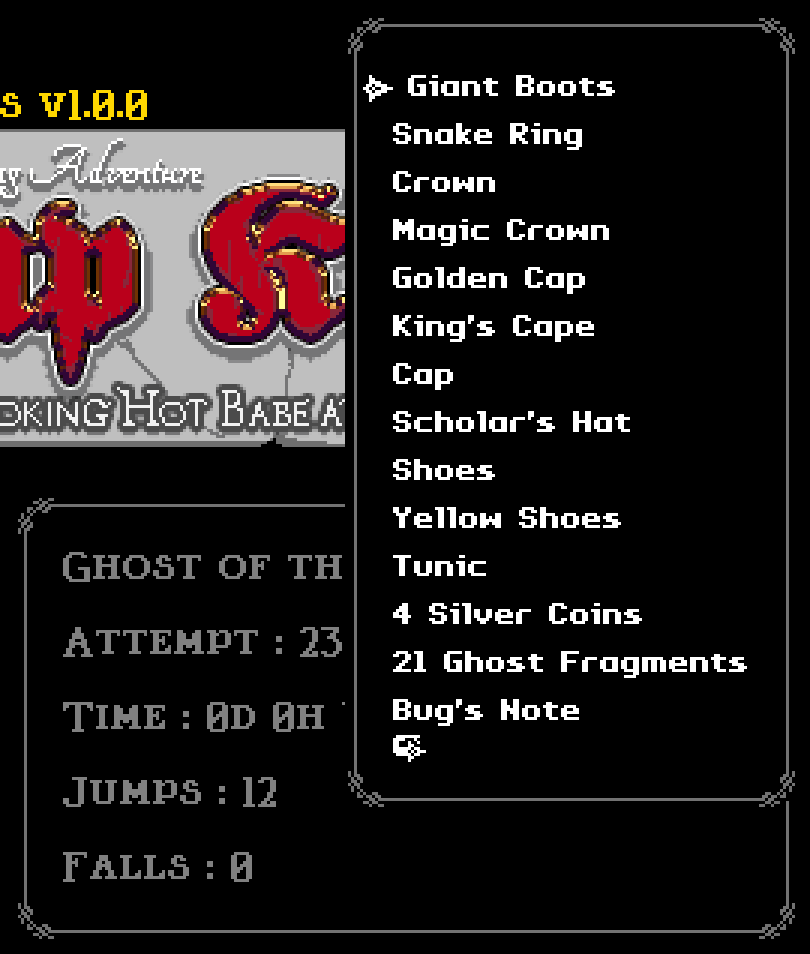 s v1.0.0
g Adventure
OKING HOT BABE A
GHOST OF TH
ATTEMPT : 23
TIME : 0D 0H
JUMPS : 12
FALLS : 0
Giant Boots
Snake Ring
Crown
Magic Crown
Golden Cap
King's Cape
Cap
Scholar's Hat
Shoes
Yellow Shoes
Tunic
4 Silver Coins
21 Ghost Fragments
Bug's Note